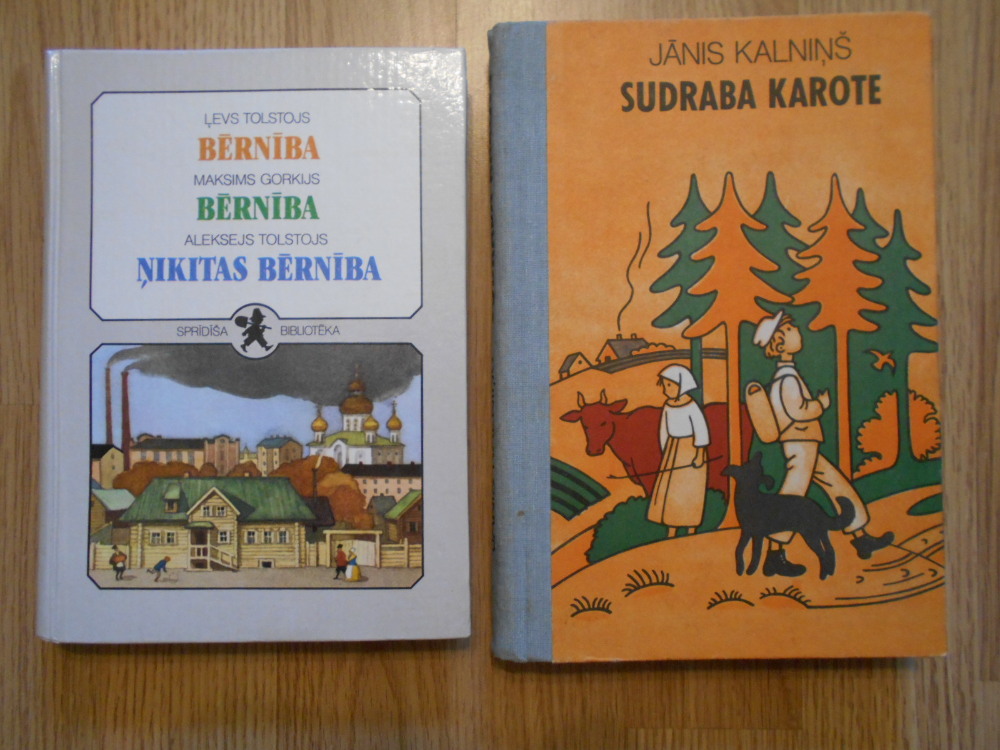 ĻEVS TOLSTOJS
BĒRNĪBA
MAKSIMS GORKIJS
BĒRNĪBA
ALEKSEJS TOLSTOJS
ŅIKITAS BĒRNĪBA
SPRĪDĪŠA BIBLIOTĒKA
JĀNIS KALNIŅŠ
SUDRABA KAROTE